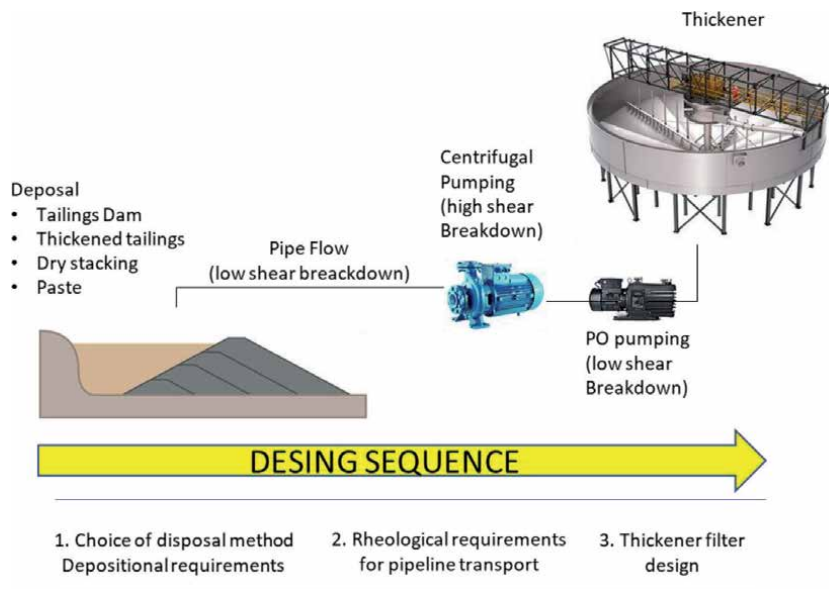 Thickener
Centrifugal
Pumping
(high shear
Breakdown)
Deposal
• Tailings Dam
• Thickened tailings
• Dry stacking
• Paste
Pipe Flow
(low shear breackdown)
PO pumping
(low shear
Breakdown)
DESING SEQUENCE
1. Choice of disposal method
Depositional requirements
2. Rheological requirements
for pipeline transport
3. Thickener filter
design